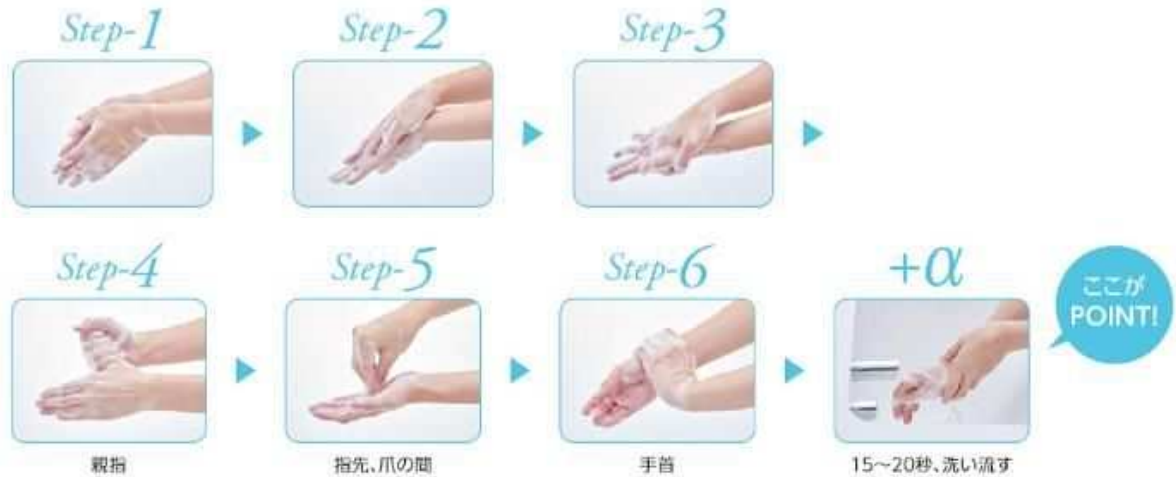 Step-1
Step-2
Step-3
Step-4
Step-5
Step-6
+α
ここが
POINT!
親指
指先、爪の間
手首
15～20秒、洗い流す